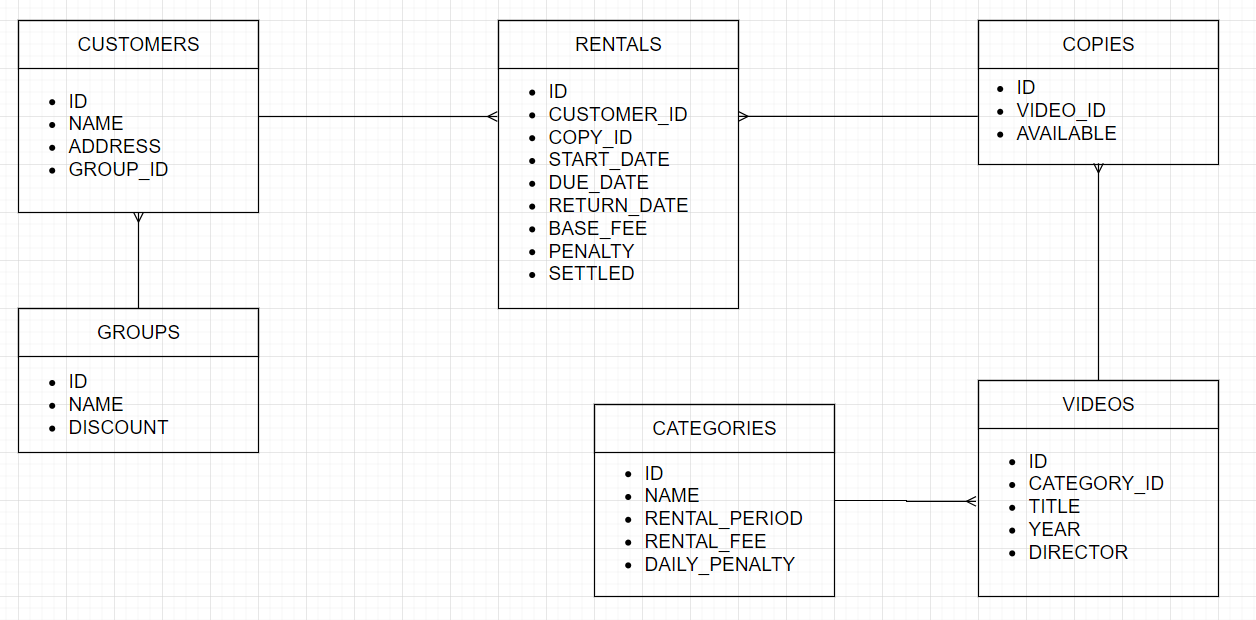 CUSTOMERS
ID
NAME
ADDRESS
GROUP_ID
RENTALS
ID
CUSTOMER_ID
COPY_ID
START_DATE
DUE_DATE
RETURN_DATE
BASE_FEE
PENALTY
SETTLED
COPIES
ID
VIDEO_ID
AVAILABLE
GROUPS
ID
NAME
DISCOUNT
CATEGORIES
ID
NAME
RENTAL_PERIOD
RENTAL_FEE
DAILY_PENALTY
VIDEOS
ID
CATEGORY_ID
TITLE
YEAR
DIRECTOR